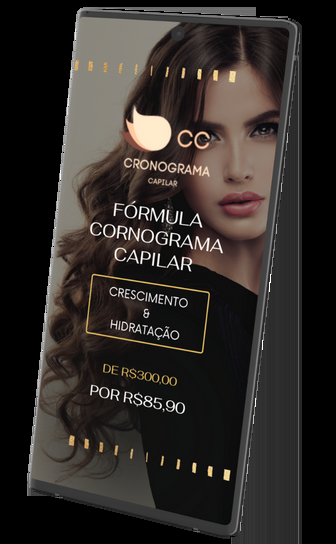 CC
CRONOGRAMA
CAPILAR
FÓRMULA
CORNOGRAMA
CAPILAR
CRESCIMENTO
&
HIDRATAÇÃO
DE R$300,00
POR R$85,90